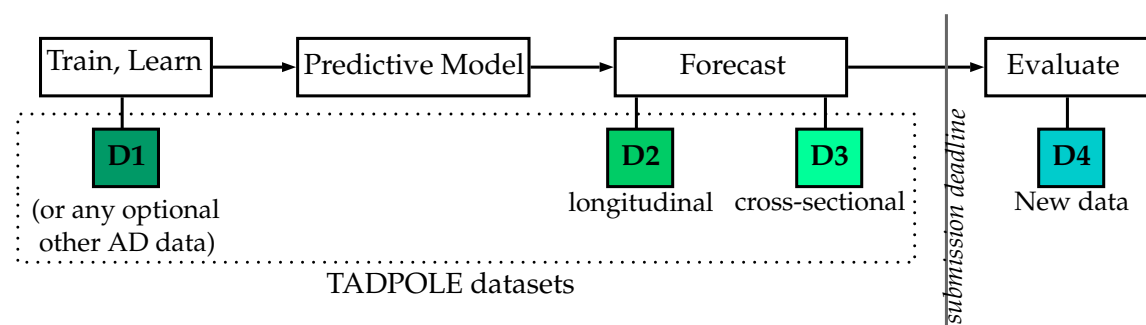 Train, Learn
Predictive Model
Forecast
Evaluate
D1
D2
D3
D4
(or any optional
other AD data)
longitudinal
cross-sectional
New data
TADPOLE datasets
submission deadline